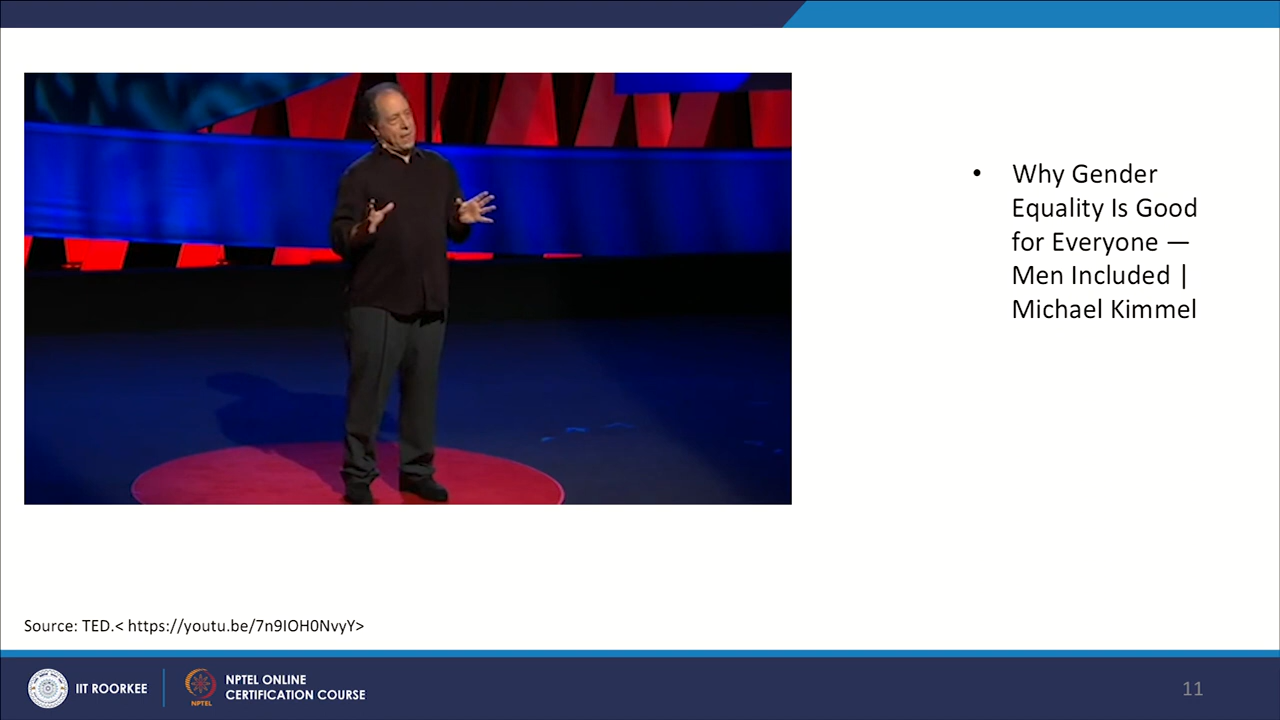 • Why Gender
Equality Is Good
for Everyone —
Men Included |
Michael Kimmel
Source: TED.< https://youtu.be/7n9IOH0NvyY>
IIT ROORKEE
NPTEL
NPTEL ONLINE
CERTIFICATION COURSE
11